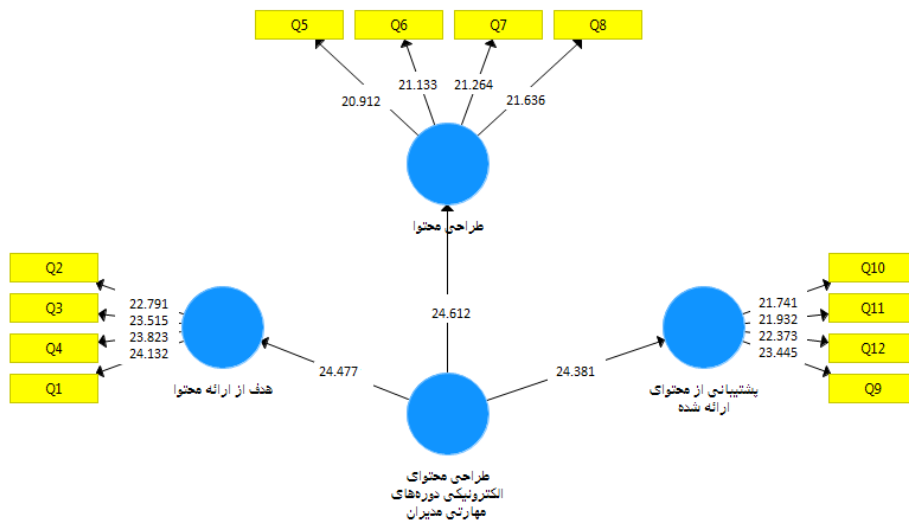 Q5
Q6
Q7
Q8
20.912
21.133
21.264
21.636
طراحی محتوا
Q2
Q3
Q4
Q1
22.791
23.515
23.823
24.132
هدف از ارائه محتوا
24.477
24.612
24.381
Q10
Q11
Q12
Q9
21.741
21.932
22.373
23.445
پشتیبانی از محتوای
ارائه شده
طراحی محتوای
الکترونیکی دوره‌های
مهارتی مدیران